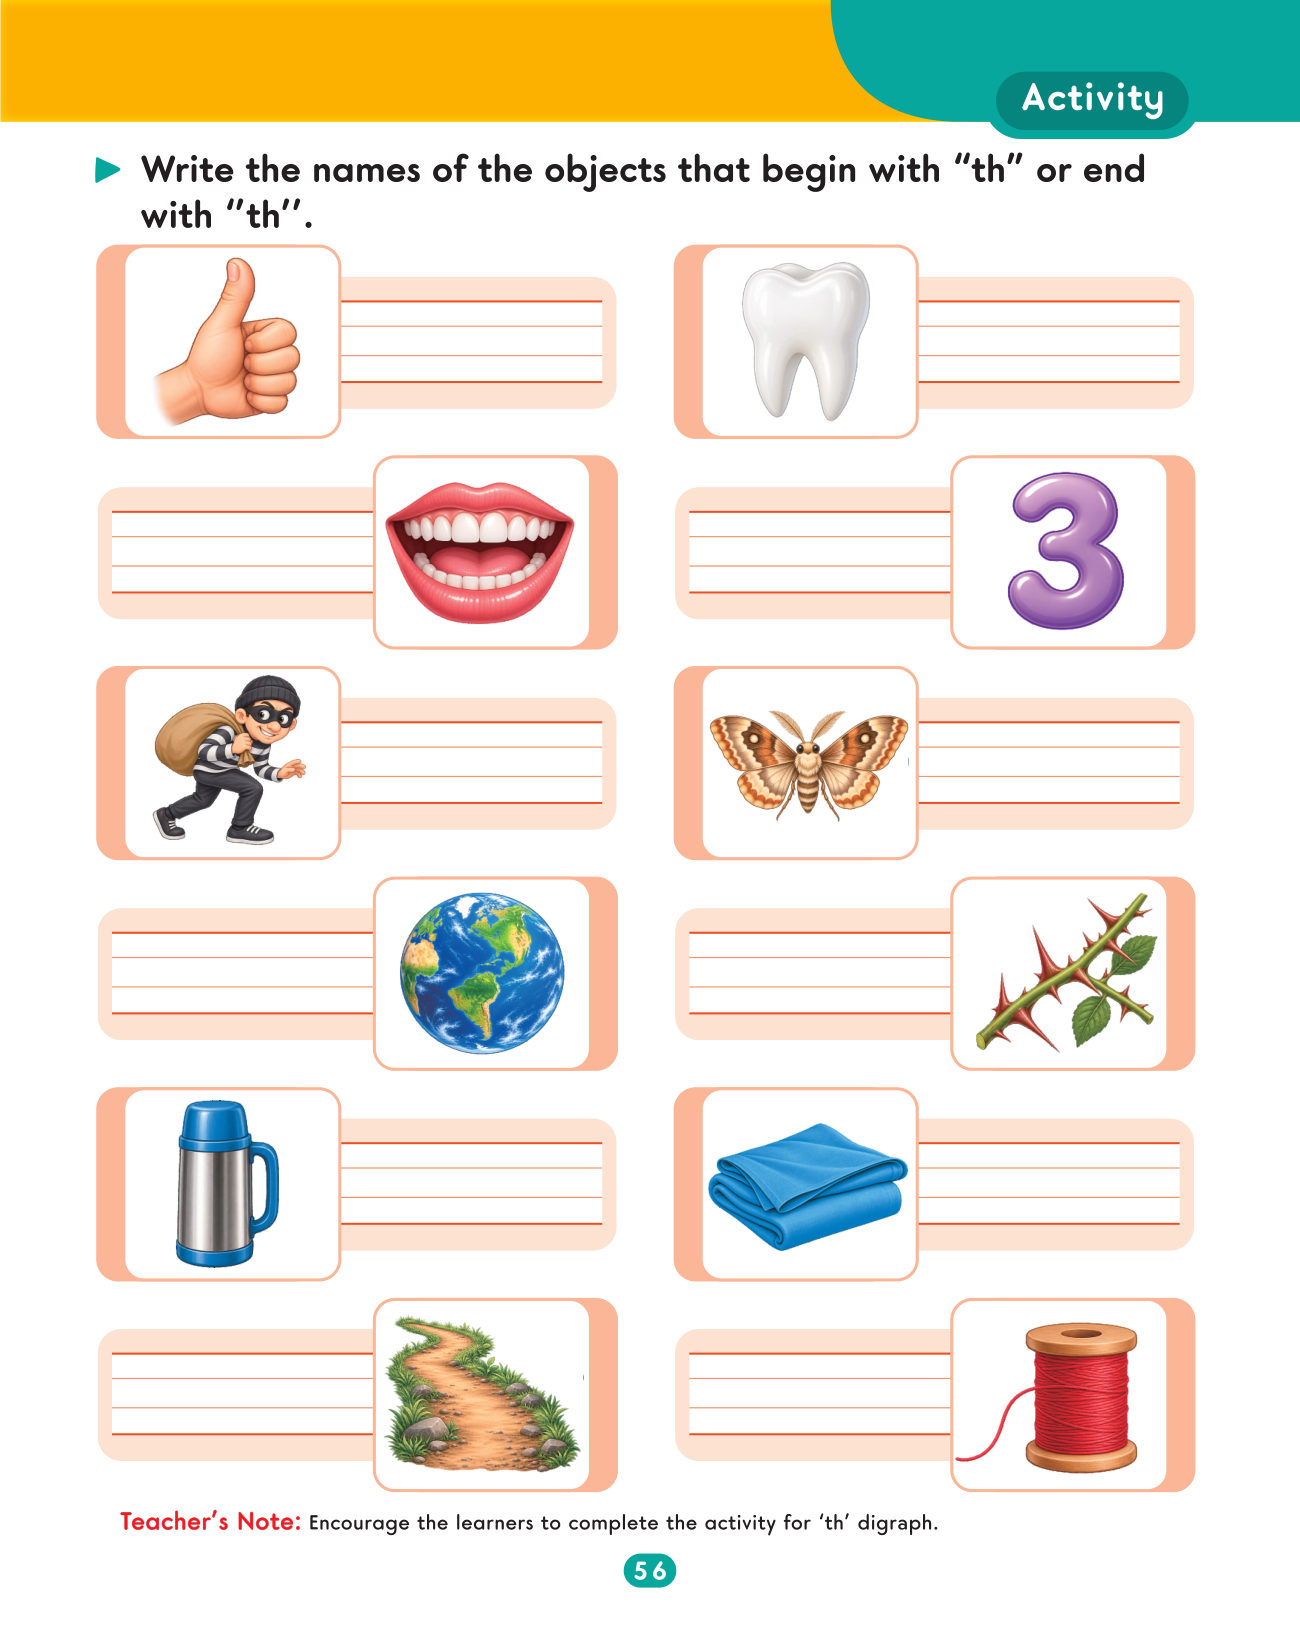 Activity
Write the names of the objects that begin with “th” or end
with “th”.
3
Teacher’s Note: Encourage the learners to complete the activity for ‘th’ digraph.
56